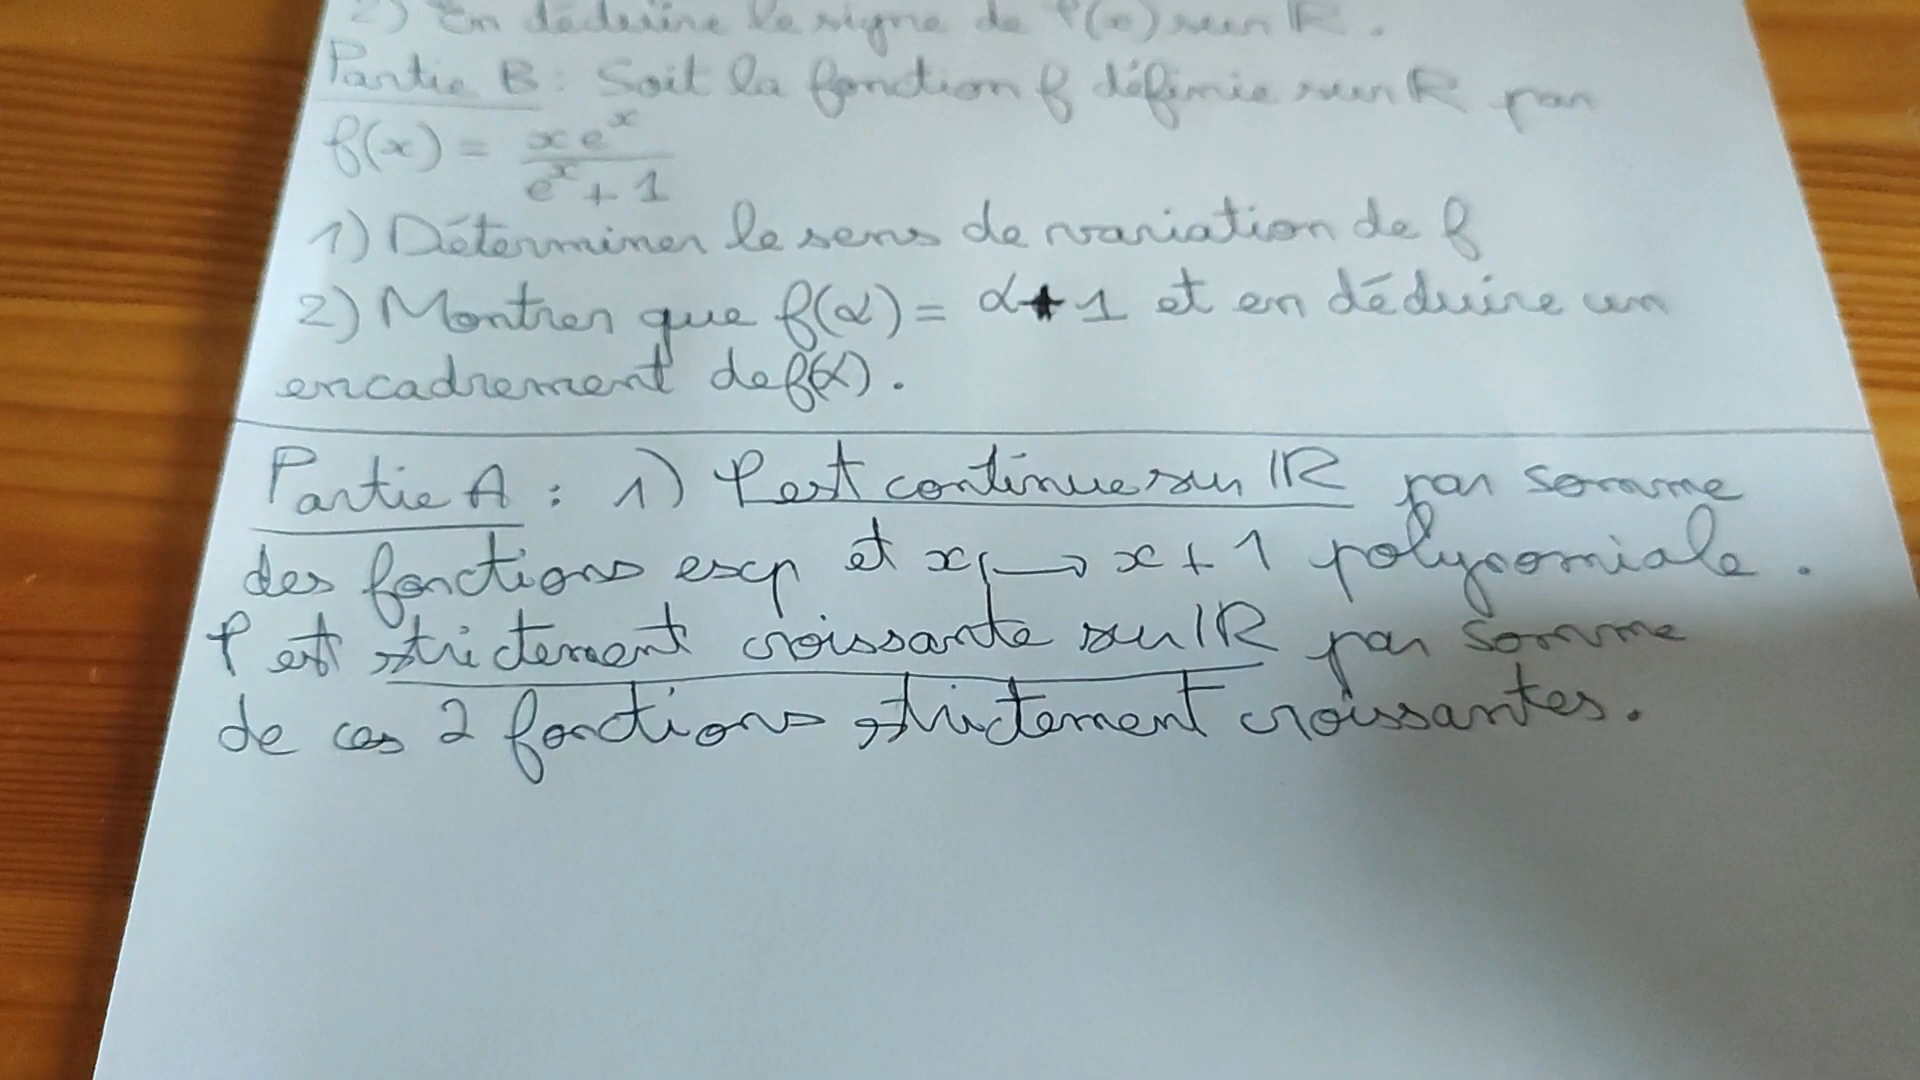 2) En déduire le signe de φ(x) sur ℝ.
Partie B : Soit la fonction f définie sur ℝ par
f(x) = xe^x / (e^x + 1)
1) Déterminer le sens de variation de f
2) Montrer que f(α) = α + 1 et en déduire un
encadrement de f(α).
Partie A : 1) φ est continue sur ℝ par somme
des fonctions exp et x ↦ x + 1 polynomiale.
φ est strictement croissante sur ℝ par somme
de ces 2 fonctions strictement croissantes.